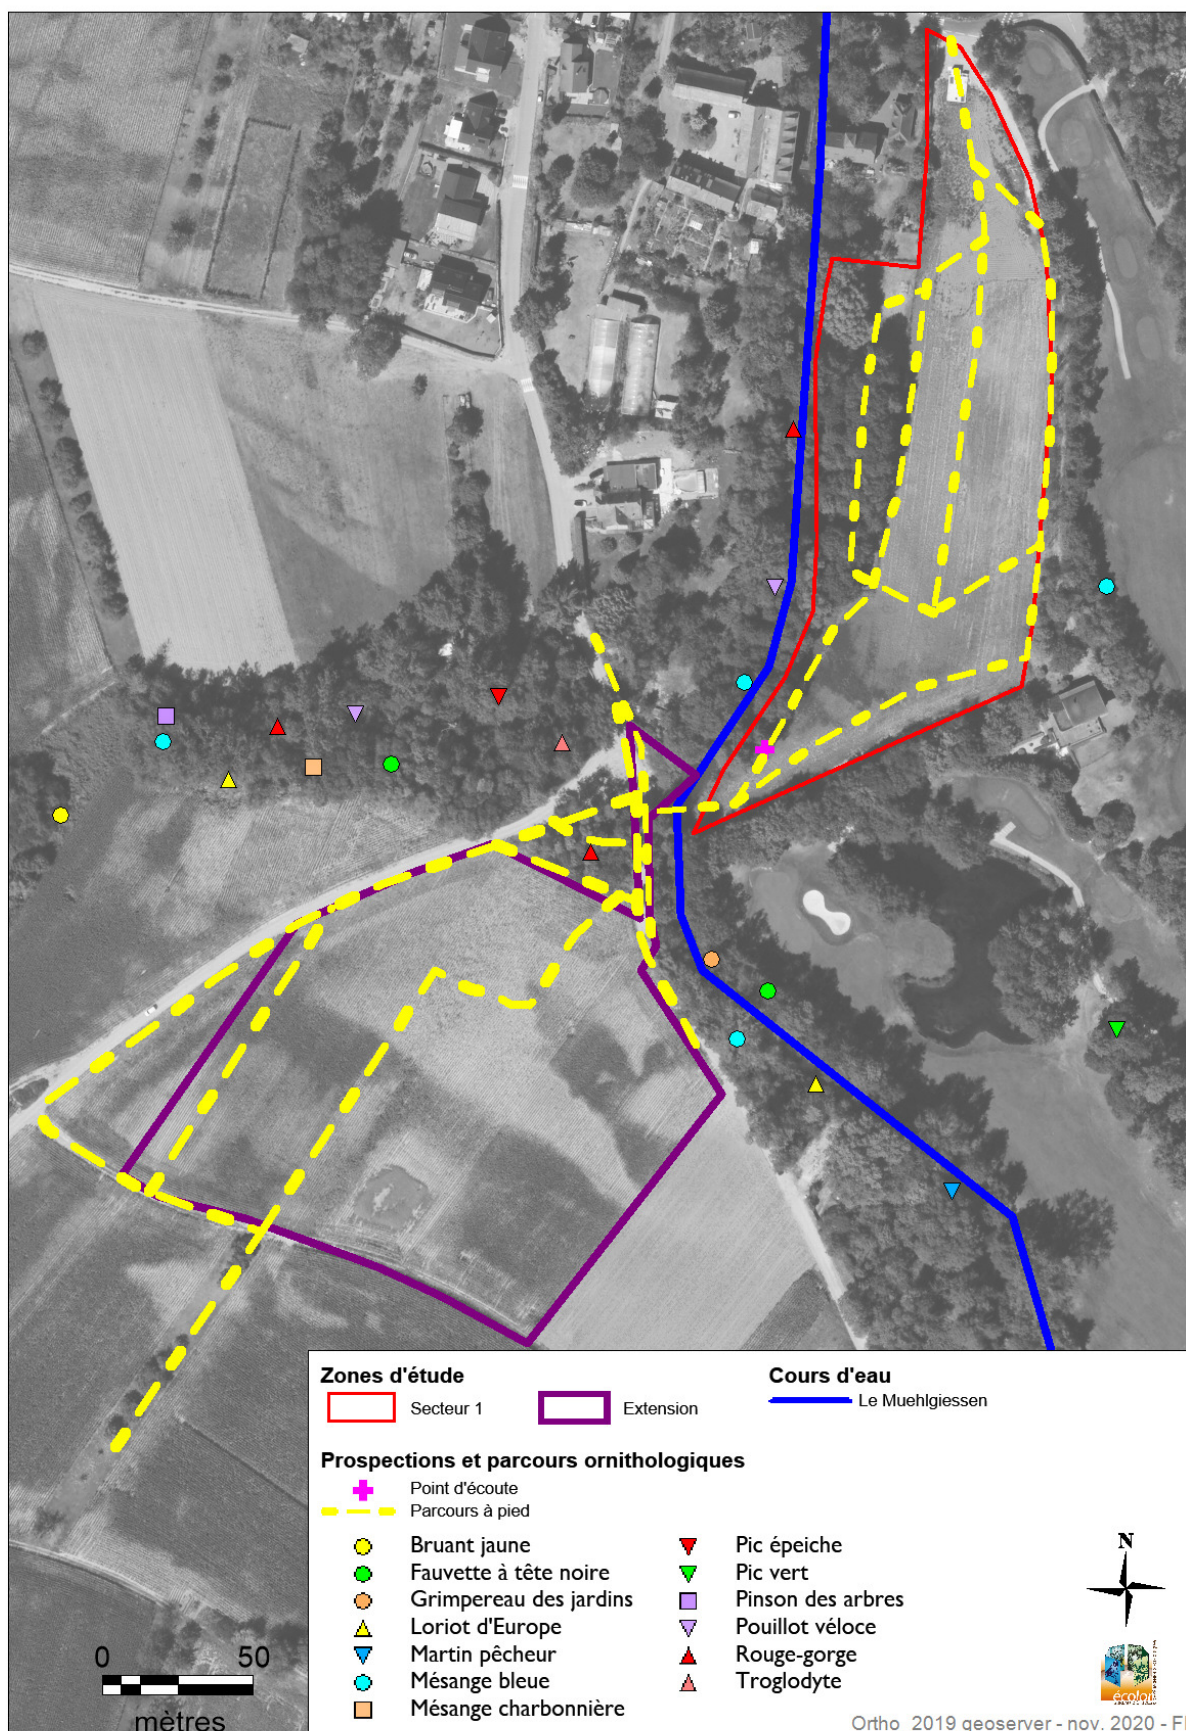 Zones d'étude
Secteur 1
Extension
Cours d'eau
Le Muehlgiessen
Prospections et parcours ornithologiques
Point d'écoute
Parcours à pied
Bruant jaune
Fauvette à tête noire
Grimpereau des jardins
Loriot d'Europe
Martin pêcheur
Mésange bleue
Mésange charbonnière
Pic épeiche
Pic vert
Pinson des arbres
Pouillot véloce
Rouge-gorge
Troglodyte
N
0 50
mètres
Ortho 2019 geoserver - nov. 2020 -